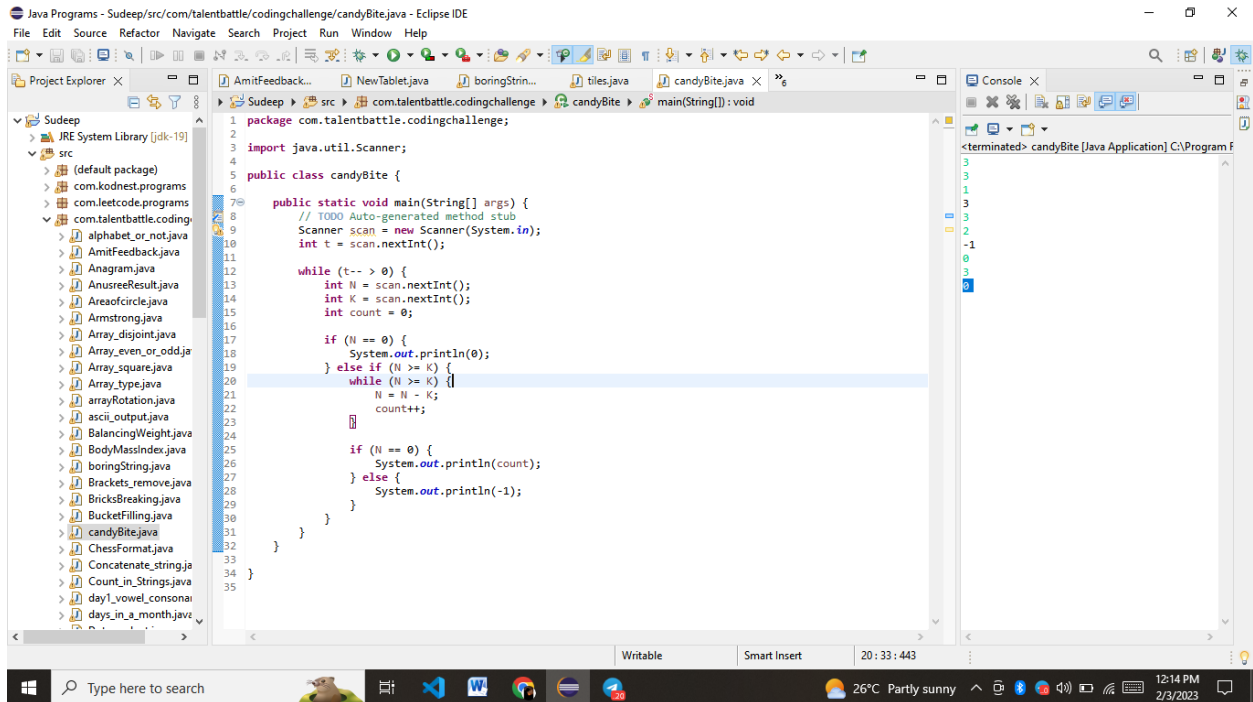 Java Programs - Sudeep/src/com/talentbattle/codingchallenge/candyBite.java - Eclipse IDE
File Edit Source Refactor Navigate Search Project Run Window Help
Project Explorer
AmitFeedback... NewTablet.java boringStrin... tiles.java candyBite.java »6
Console
Sudeep src com.talentbattle.codingchallenge candyBite main(String[]) : void
Sudeep
JRE System Library [jdk-19]
src
(default package)
com.kodnest.programs
com.leetcode.programs
com.talentbattle.coding
alphabet_or_not.java
AmitFeedback.java
Anagram.java
AnusreeResult.java
Areaofcircle.java
Armstrong.java
Array_disjoint.java
Array_even_or_odd.ja
Array_square.java
Array_type.java
arrayRotation.java
ascii_output.java
BalancingWeight.java
BodyMassIndex.java
boringString.java
Brackets_remove.java
BricksBreaking.java
BucketFilling.java
candyBite.java
ChessFormat.java
Concatenate_string.ja
Count_in_Strings.java
day1_vowel_consonan
days_in_a_month.java
1 package com.talentbattle.codingchallenge;
2
3 import java.util.Scanner;
4
5 public class candyBite {
6
7 public static void main(String[] args) {
8 // TODO Auto-generated method stub
9 Scanner scan = new Scanner(System.in);
10 int t = scan.nextInt();
11
12 while (t-- > 0) {
13 int N = scan.nextInt();
14 int K = scan.nextInt();
15 int count = 0;
16
17 if (N == 0) {
18 System.out.println(0);
19 } else if (N >= K) {
20 while (N >= K) {
21 N = N - K;
22 count++;
23 }
24
25 if (N == 0) {
26 System.out.println(count);
27 } else {
28 System.out.println(-1);
29 }
30 }
31 }
32 }
33
34 }
35
<terminated> candyBite [Java Application] C:\Program F
3
3
1
3
3
2
-1
0
3
0
Writable Smart Insert 20 : 33 : 443
Type here to search
20
26°C Partly sunny
12:14 PM
2/3/2023